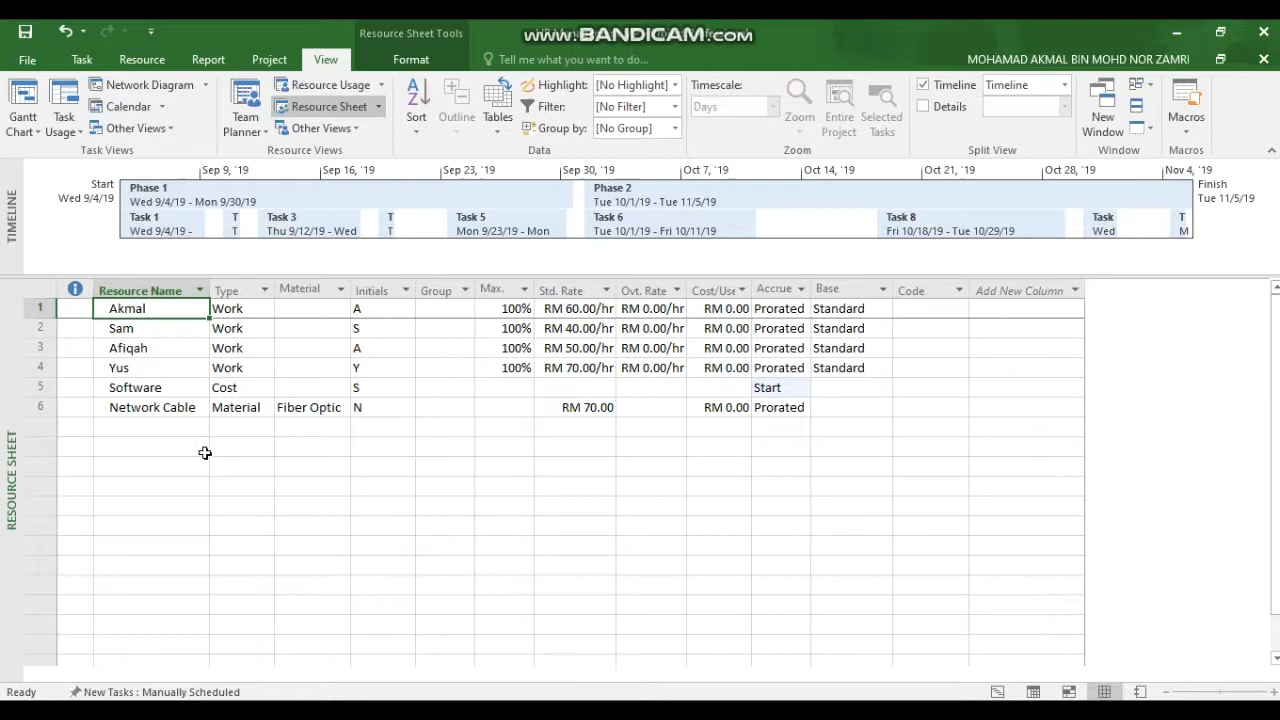 Resource Sheet Tools
www.BANDICAM.com
File Task Resource Report Project View Format Tell me what you want to do... MOHAMAD AKMAL BIN MOHD NOR ZAMRI
Gantt Chart
Task Usage
Network Diagram
Calendar
Other Views
Task Views
Team Planner
Resource Usage
Resource Sheet
Other Views
Resource Views
Sort
Outline
Tables
Highlight: [No Highlight]
Filter: [No Filter]
Group by: [No Group]
Data
Timescale:
Days
Zoom
Entire Project
Selected Tasks
Zoom
Timeline Timeline
Details
Split View
New Window
Window
Macros
Macros
TIMELINE
Sep 9, '19 Sep 16, '19 Sep 23, '19 Sep 30, '19 Oct 7, '19 Oct 14, '19 Oct 21, '19 Oct 28, '19 Nov 4, '19
Start
Wed 9/4/19
Phase 1
Wed 9/4/19 - Mon 9/30/19
Phase 2
Tue 10/1/19 - Tue 11/5/19
Finish
Tue 11/5/19
Task 1 T Task 3 T Task 5 Task 6 Task 8 Task T
Wed 9/4/19 - T Thu 9/12/19 - Wed T Mon 9/23/19 - Mon Tue 10/1/19 - Fri 10/11/19 Fri 10/18/19 - Tue 10/29/19 Wed M
RESOURCE SHEET
Resource Name Type Material Initials Group Max. Std. Rate Ovt. Rate Cost/Use Accrue Base Code Add New Column
1 Akmal Work A 100% RM 60.00/hr RM 0.00/hr RM 0.00 Prorated Standard
2 Sam Work S 100% RM 40.00/hr RM 0.00/hr RM 0.00 Prorated Standard
3 Afiqah Work A 100% RM 50.00/hr RM 0.00/hr RM 0.00 Prorated Standard
4 Yus Work Y 100% RM 70.00/hr RM 0.00/hr RM 0.00 Prorated Standard
5 Software Cost S Start
6 Network Cable Material Fiber Optic N RM 70.00 RM 0.00 Prorated
Ready New Tasks : Manually Scheduled